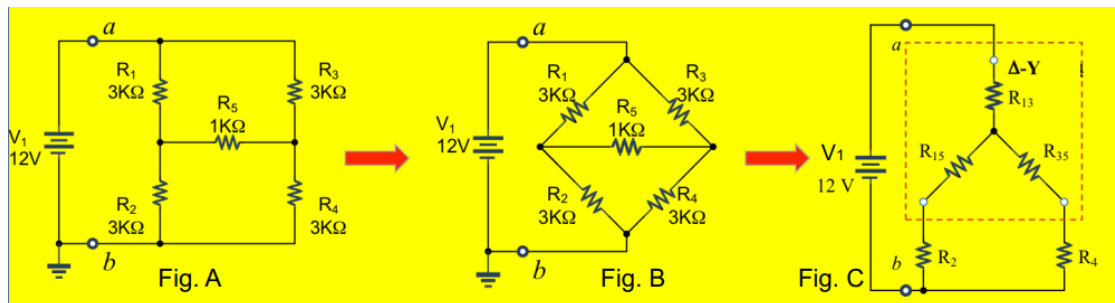 a
R1
3KΩ
R3
3KΩ
R5
1KΩ
V1
12V
R2
3KΩ
R4
3KΩ
b
Fig. A
a
R1
3KΩ
R3
3KΩ
R5
1KΩ
V1
12V
R2
3KΩ
R4
3KΩ
b
Fig. B
a
Δ-Y
R13
V1
12 V
R15
R35
b
R2
R4
Fig. C